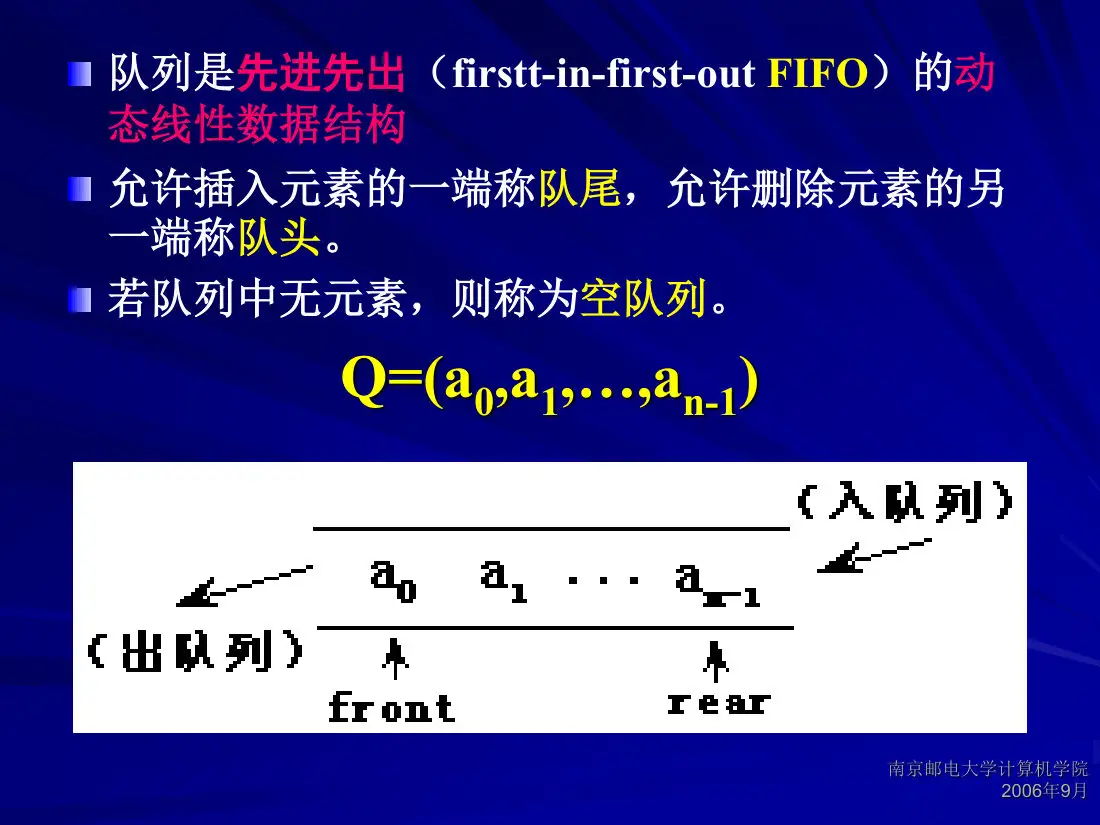 队列是先进先出（firstt-in-first-out FIFO）的动
态线性数据结构
允许插入元素的一端称队尾，允许删除元素的另
一端称队头。
若队列中无元素，则称为空队列。
Q=(a0,a1,…,an-1)
(入队列)
a0 a1 ... an-1
(出队列)
front rear
南京邮电大学计算机学院
2006年9月